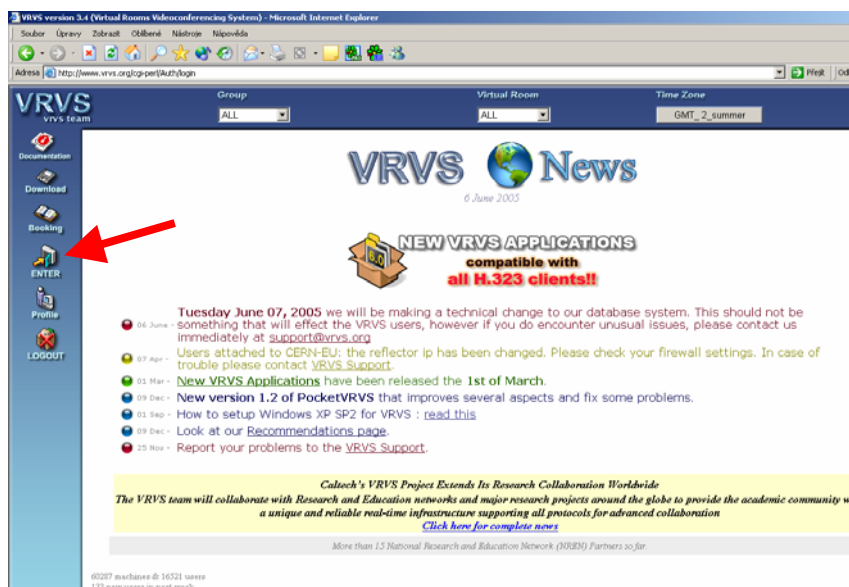 VRVS version 3.4 (Virtual Rooms Videoconferencing System) - Microsoft Internet Explorer
Soubor Úpravy Zobrazit Oblíbené Nástroje Nápověda
Adresa http://www.vrvs.org/cgi-perl/Auth/login Přejít
VRVS
vrvs team
Group Virtual Room Time Zone
ALL ALL GMT_ 2_summer
Documentation
Download
Booking
ENTER
Profile
LOGOUT
VRVS News
6 June 2005
6.0
NEW VRVS APPLICATIONS
compatible with
all H.323 clients!!
Tuesday June 07, 2005 we will be making a technical change to our database system. This should not be
06 June - something that will effect the VRVS users, however if you do encounter unusual issues, please contact us
immediately at support@vrvs.org
07 Apr - Users attached to CERN-EU: the reflector ip has been changed. Please check your firewall settings. In case of
trouble please contact VRVS Support.
01 Mar - New VRVS Applications have been released the 1st of March.
09 Dec - New version 1.2 of PocketVRVS that improves several aspects and fix some problems.
01 Sep - How to setup Windows XP SP2 for VRVS : read this
09 Dec - Look at our Recommendations page.
25 Nov - Report your problems to the VRVS Support.
Caltech's VRVS Project Extends Its Research Collaboration Worldwide
The VRVS team will collaborate with Research and Education networks and major research projects around the globe to provide the academic community w
a unique and reliable real-time infrastructure supporting all protocols for advanced collaboration
Click here for complete news
More than 15 National Research and Education Network (NREN) Partners so far.
60287 machines & 16521 users